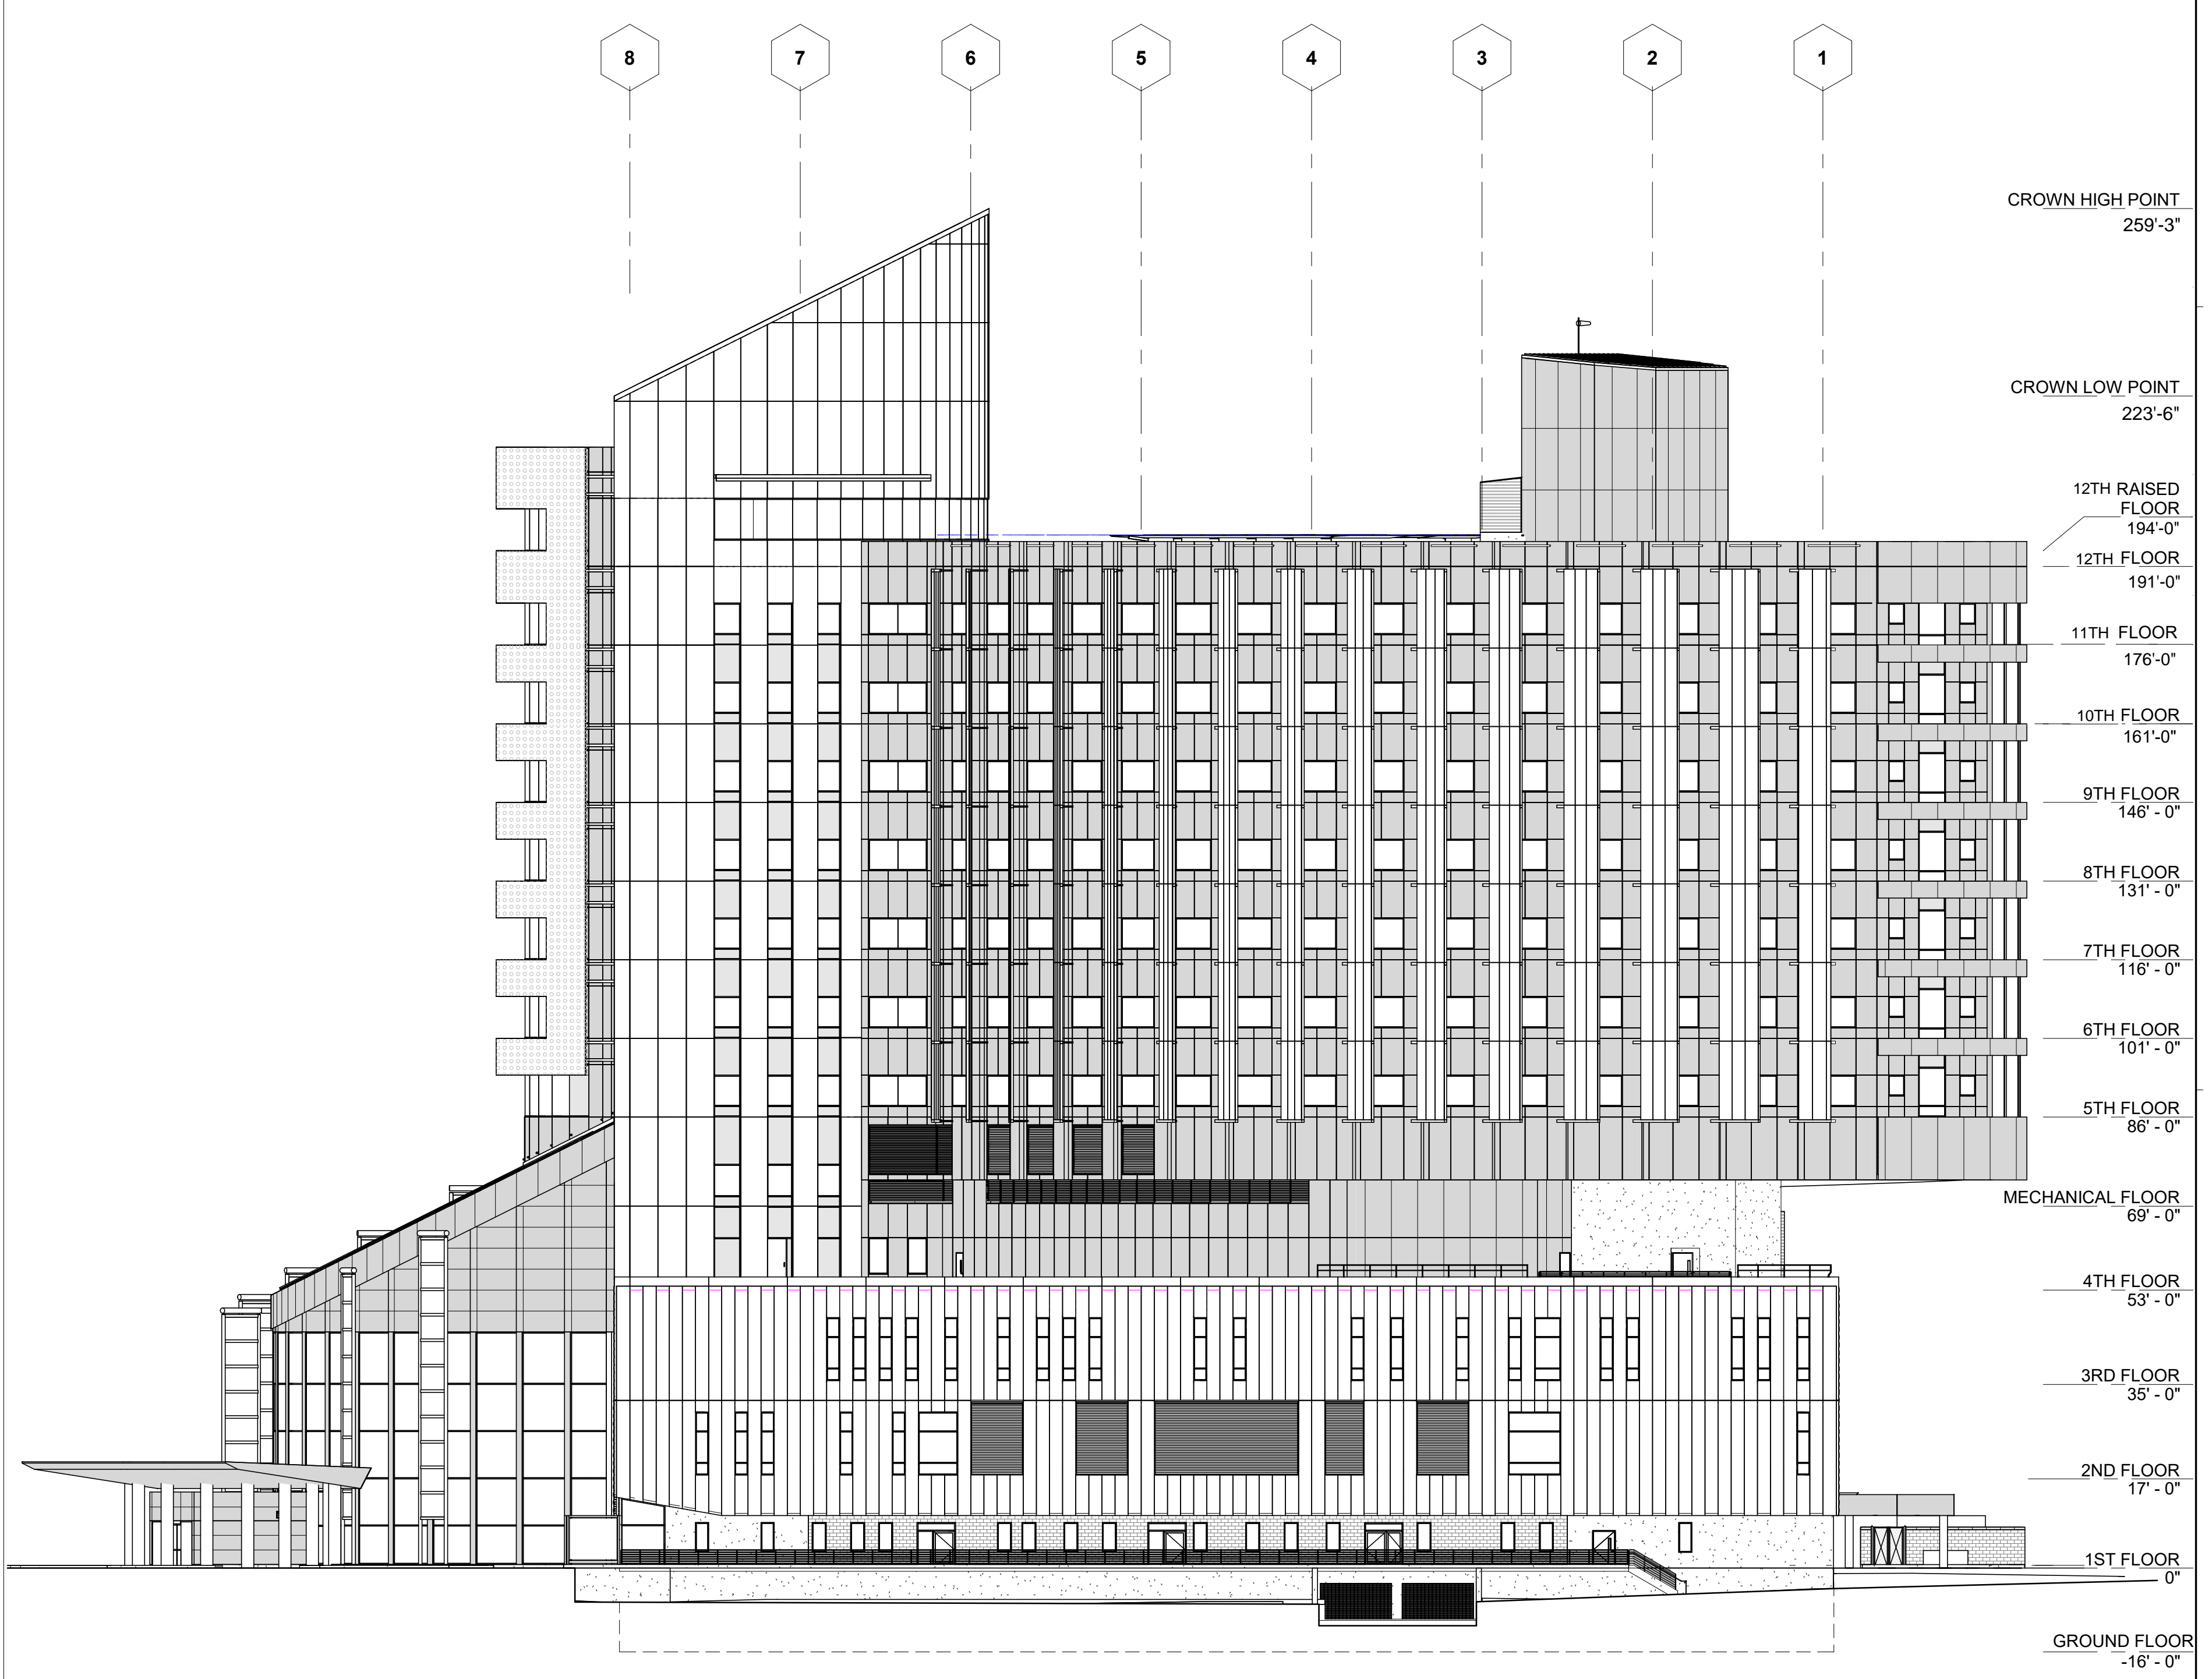 8 7 6 5 4 3 2 1
CROWN HIGH POINT
259'-3"
CROWN LOW POINT
223'-6"
12TH RAISED
FLOOR
194'-0"
12TH FLOOR
191'-0"
11TH FLOOR
176'-0"
10TH FLOOR
161'-0"
9TH FLOOR
146' - 0"
8TH FLOOR
131' - 0"
7TH FLOOR
116' - 0"
6TH FLOOR
101' - 0"
5TH FLOOR
86' - 0"
MECHANICAL FLOOR
69' - 0"
4TH FLOOR
53' - 0"
3RD FLOOR
35' - 0"
2ND FLOOR
17' - 0"
1ST FLOOR
0"
GROUND FLOOR
-16' - 0"